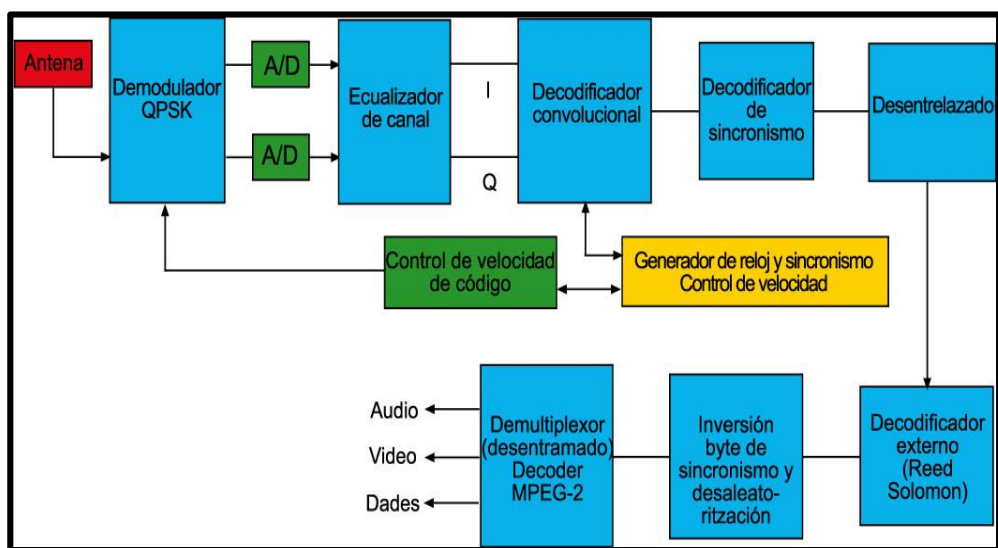 Antena
Demodulador
QPSK
A/D
A/D
Ecualizador
de canal
I
Q
Decodificador
convolucional
Decodificador
de
sincronismo
Desentrelazado
Control de velocidad
de código
Generador de reloj y sincronismo
Control de velocidad
Audio
Video
Dades
Demultiplexor
(desentramado)
Decoder
MPEG-2
Inversión
byte de
sincronismo y
desaleato-
ritzación
Decodificador
externo
(Reed
Solomon)